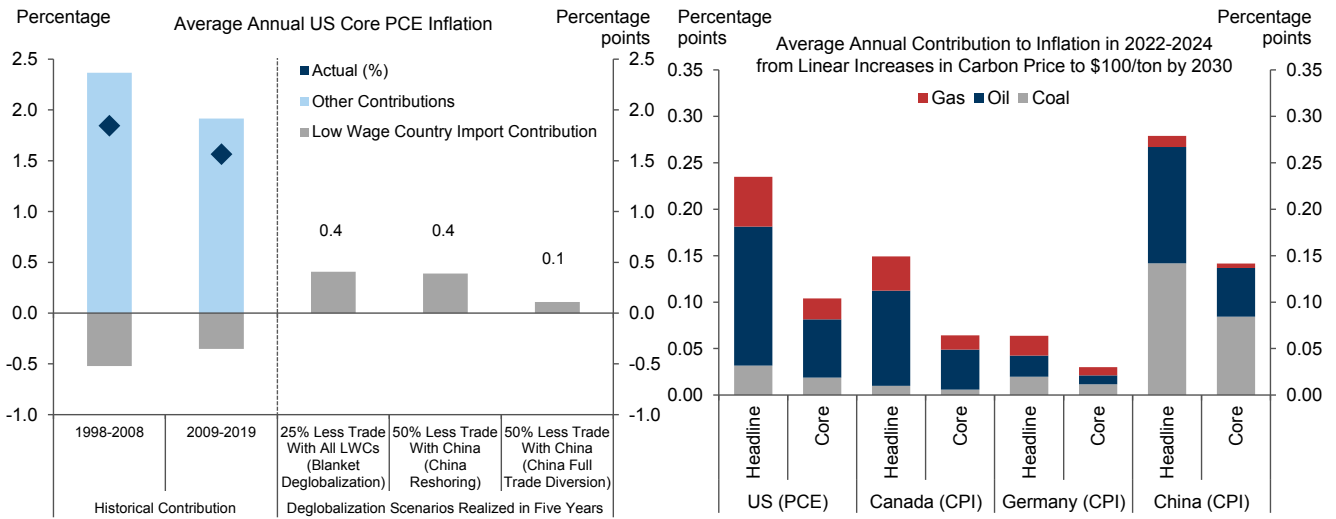 Percentage
Average Annual US Core PCE Inflation
Percentage
points
2.5
2.0
1.5
1.0
0.5
0.0
-0.5
-1.0
Actual (%)
Other Contributions
Low Wage Country Import Contribution
0.4
0.4
0.1
2.5
2.0
1.5
1.0
0.5
0.0
-0.5
-1.0
1998-2008
2009-2019
25% Less Trade
With All LWCs
(Blanket
Deglobalization)
50% Less Trade
With China
(China
Reshoring)
50% Less Trade
With China
(China Full
Trade Diversion)
Historical Contribution
Deglobalization Scenarios Realized in Five Years
Percentage
points
Average Annual Contribution to Inflation in 2022-2024
from Linear Increases in Carbon Price to $100/ton by 2030
Percentage
points
Gas
Oil
Coal
0.35
0.30
0.25
0.20
0.15
0.10
0.05
0.00
0.35
0.30
0.25
0.20
0.15
0.10
0.05
0.00
Headline
Core
Headline
Core
Headline
Core
Headline
Core
US (PCE)
Canada (CPI)
Germany (CPI)
China (CPI)